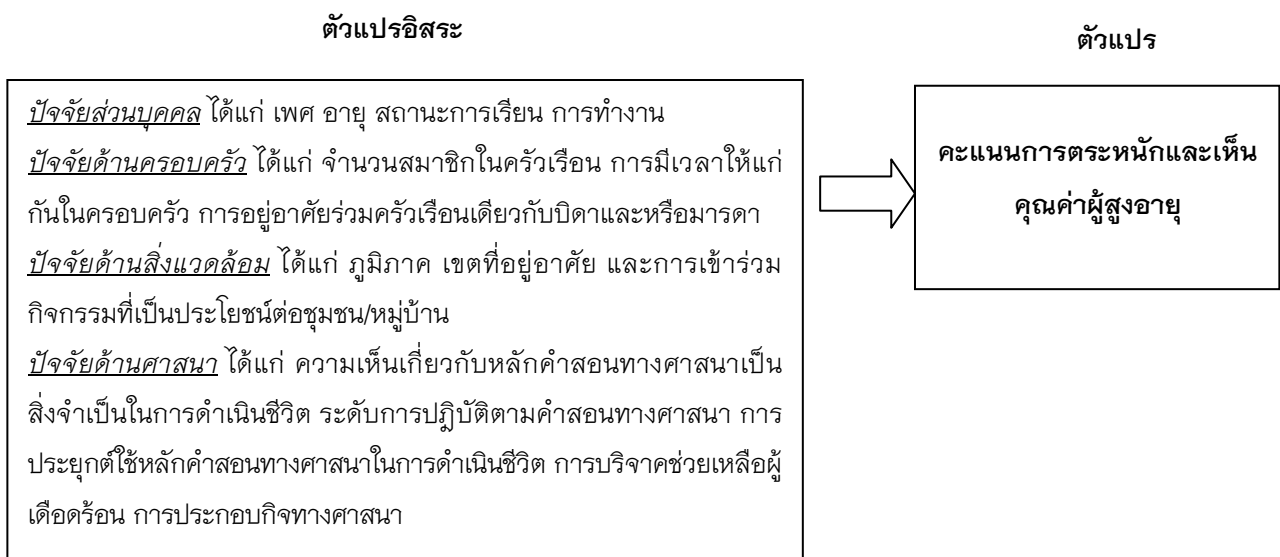 ตัวแปรอิสระ
ตัวแปร
ปัจจัยส่วนบุคคล ได้แก่ เพศ อายุ สถานะการเรียน การทำงาน
ปัจจัยด้านครอบครัว ได้แก่ จำนวนสมาชิกในครัวเรือน การมีเวลาให้แก่
กันในครอบครัว การอยู่อาศัยร่วมครัวเรือนเดียวกับบิดาและหรือมารดา
ปัจจัยด้านสิ่งแวดล้อม ได้แก่ ภูมิภาค เขตที่อยู่อาศัย และการเข้าร่วม
กิจกรรมที่เป็นประโยชน์ต่อชุมชน/หมู่บ้าน
ปัจจัยด้านศาสนา ได้แก่ ความเห็นเกี่ยวกับหลักคำสอนทางศาสนาเป็น
สิ่งจำเป็นในการดำเนินชีวิต ระดับการปฏิบัติตามคำสอนทางศาสนา การ
ประยุกต์ใช้หลักคำสอนทางศาสนาในการดำเนินชีวิต การบริจาคช่วยเหลือผู้
เดือดร้อน การประกอบกิจทางศาสนา
คะแนนการตระหนักและเห็น
คุณค่าผู้สูงอายุ